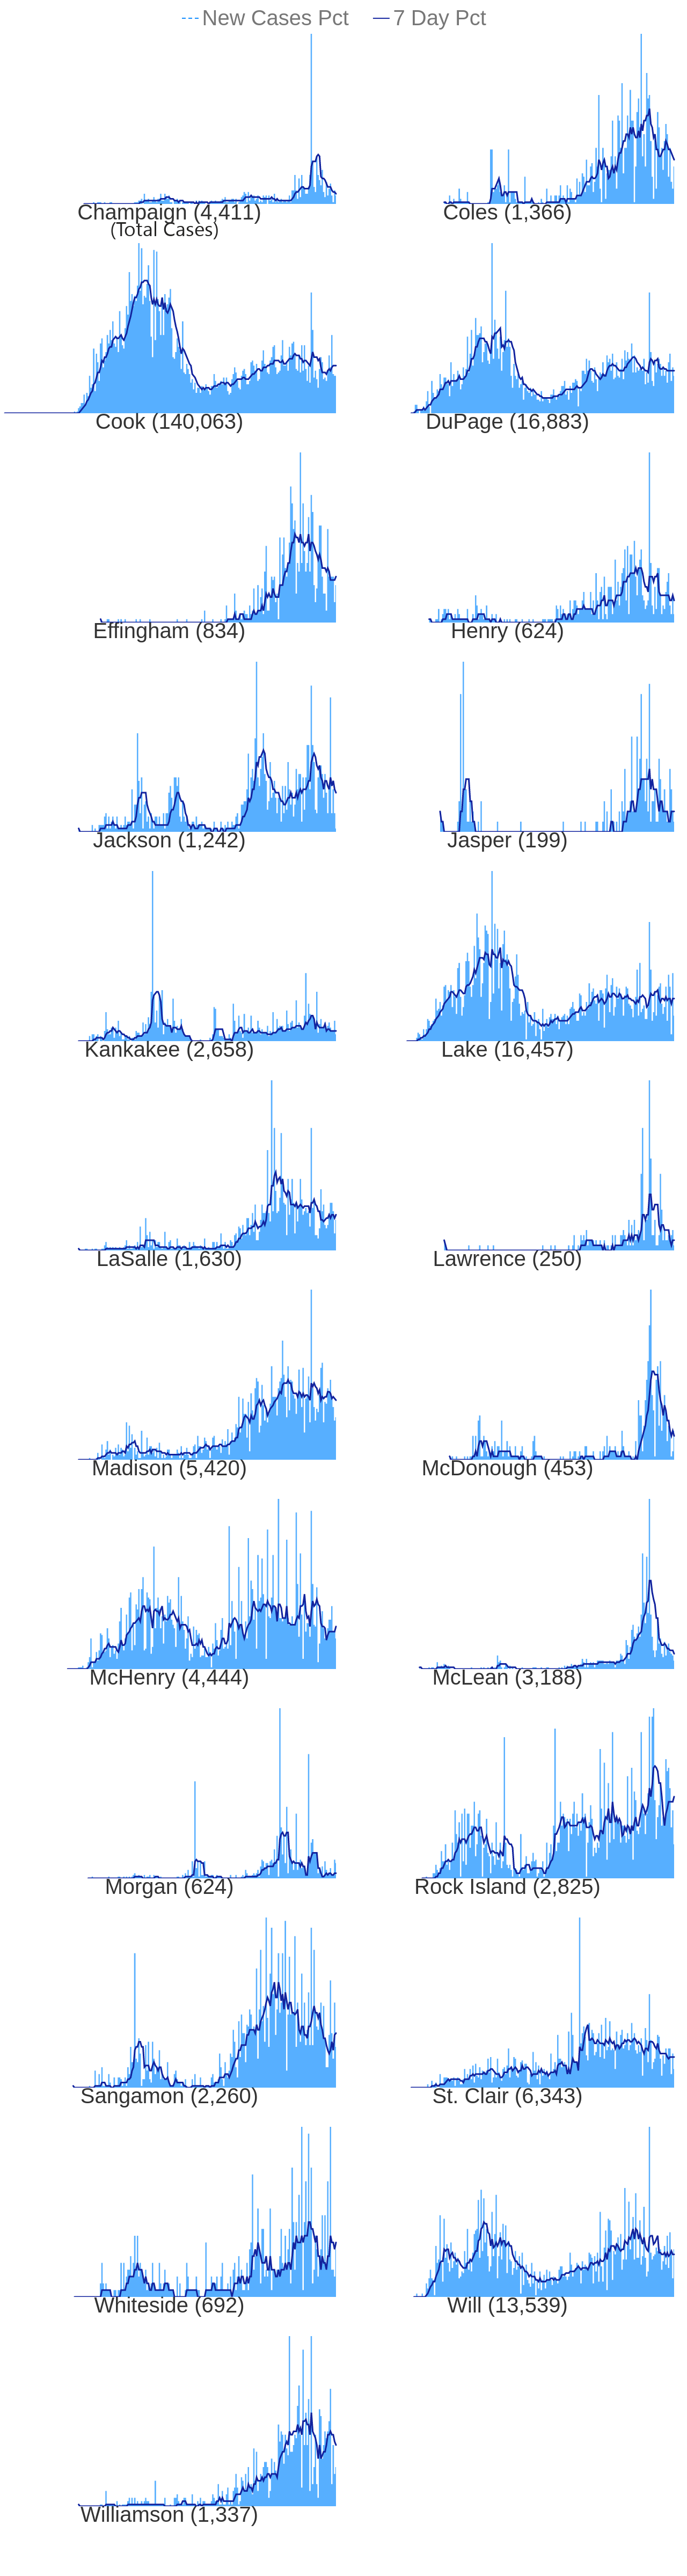 New Cases Pct 7 Day Pct
Champaign (4,411) Coles (1,366)
(Total Cases)
Cook (140,063) DuPage (16,883)
Effingham (834) Henry (624)
Jackson (1,242) Jasper (199)
Kankakee (2,658) Lake (16,457)
LaSalle (1,630) Lawrence (250)
Madison (5,420) McDonough (453)
McHenry (4,444) McLean (3,188)
Morgan (624) Rock Island (2,825)
Sangamon (2,260) St. Clair (6,343)
Whiteside (692) Will (13,539)
Williamson (1,337)